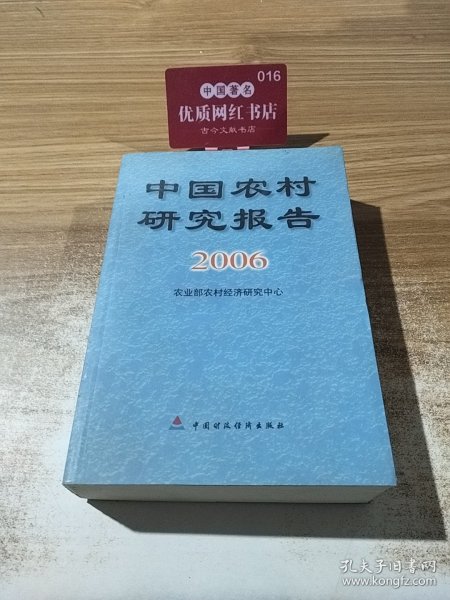 016
中国著名
优质网红书店
古今文献书店
中国农村
研究报告
2006
农业部农村经济研究中心
中国财政经济出版社
孔夫子旧书网
www.kongfz.com